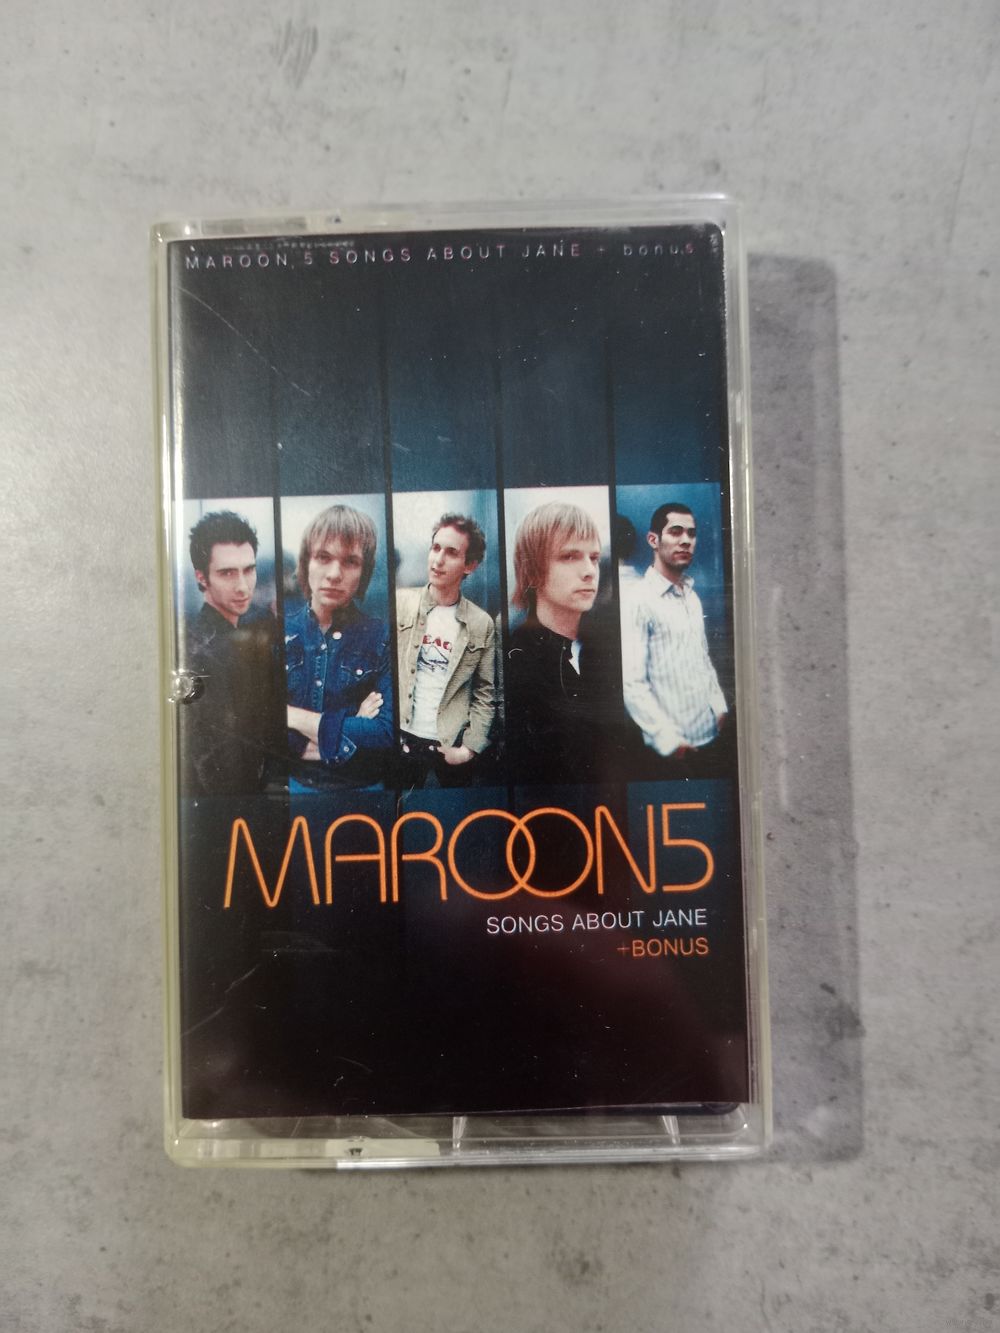 MAROON 5 SONGS ABOUT JANE + bonus
MAROON5
SONGS ABOUT JANE
+BONUS